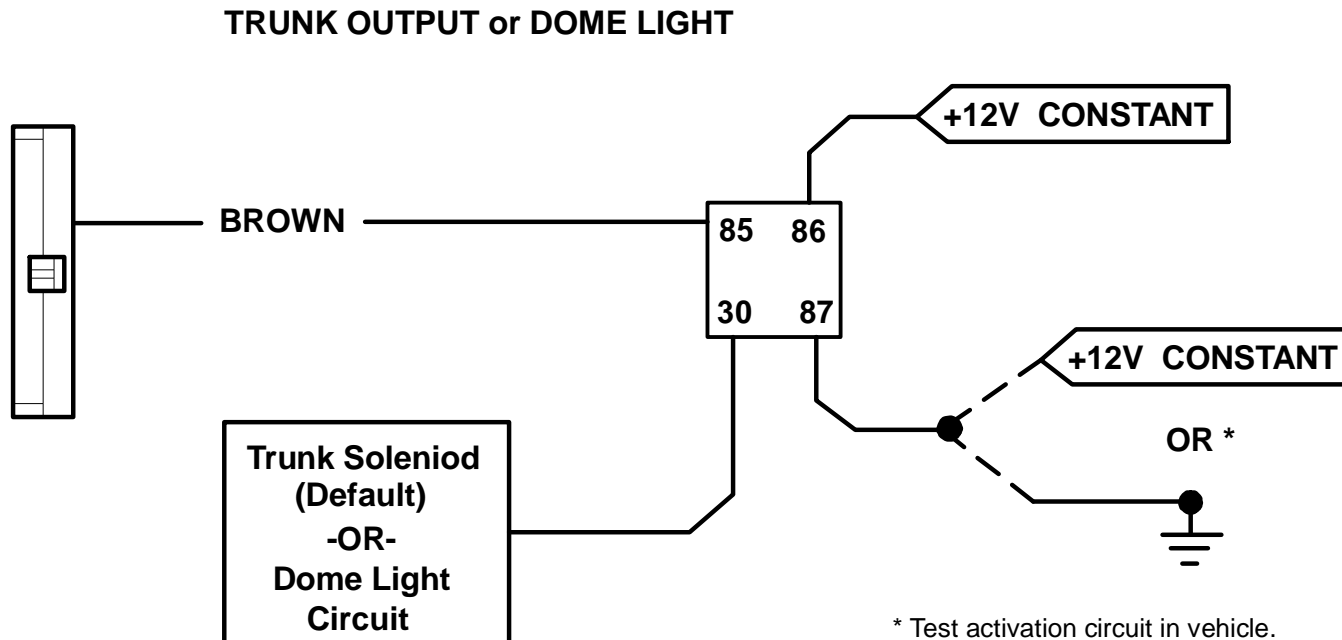 TRUNK OUTPUT or DOME LIGHT
+12V CONSTANT
BROWN
85 86
30 87
+12V CONSTANT
OR *
Trunk Soleniod
(Default)
-OR-
Dome Light
Circuit
* Test activation circuit in vehicle.